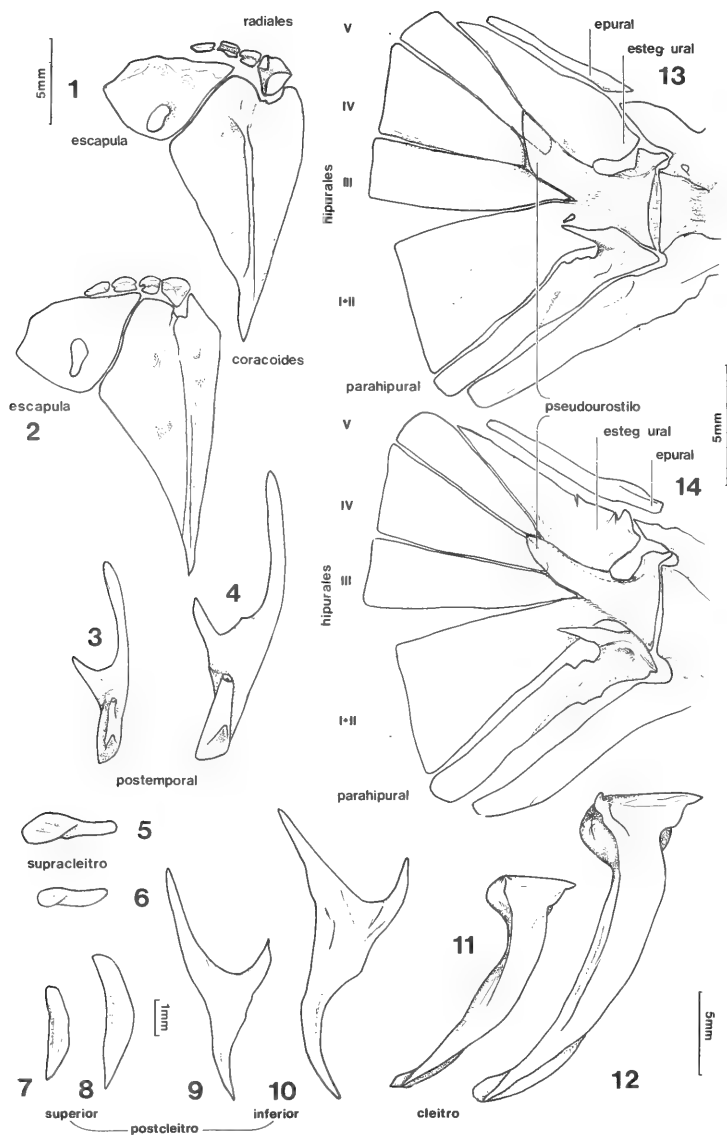 radiales
5mm
1
escapula
escapula
2
coracoides
3
4
postemporal
5
supracleitro
6
7
8
1mm
9
10
superior
inferior
postcleitro
V
epural
esteg ural
13
IV
III
hipurales
I+II
parahipural
pseudourostilo
5mm
V
esteg ural
epural
14
IV
III
hipurales
I+II
parahipural
11
12
5mm
cleitro